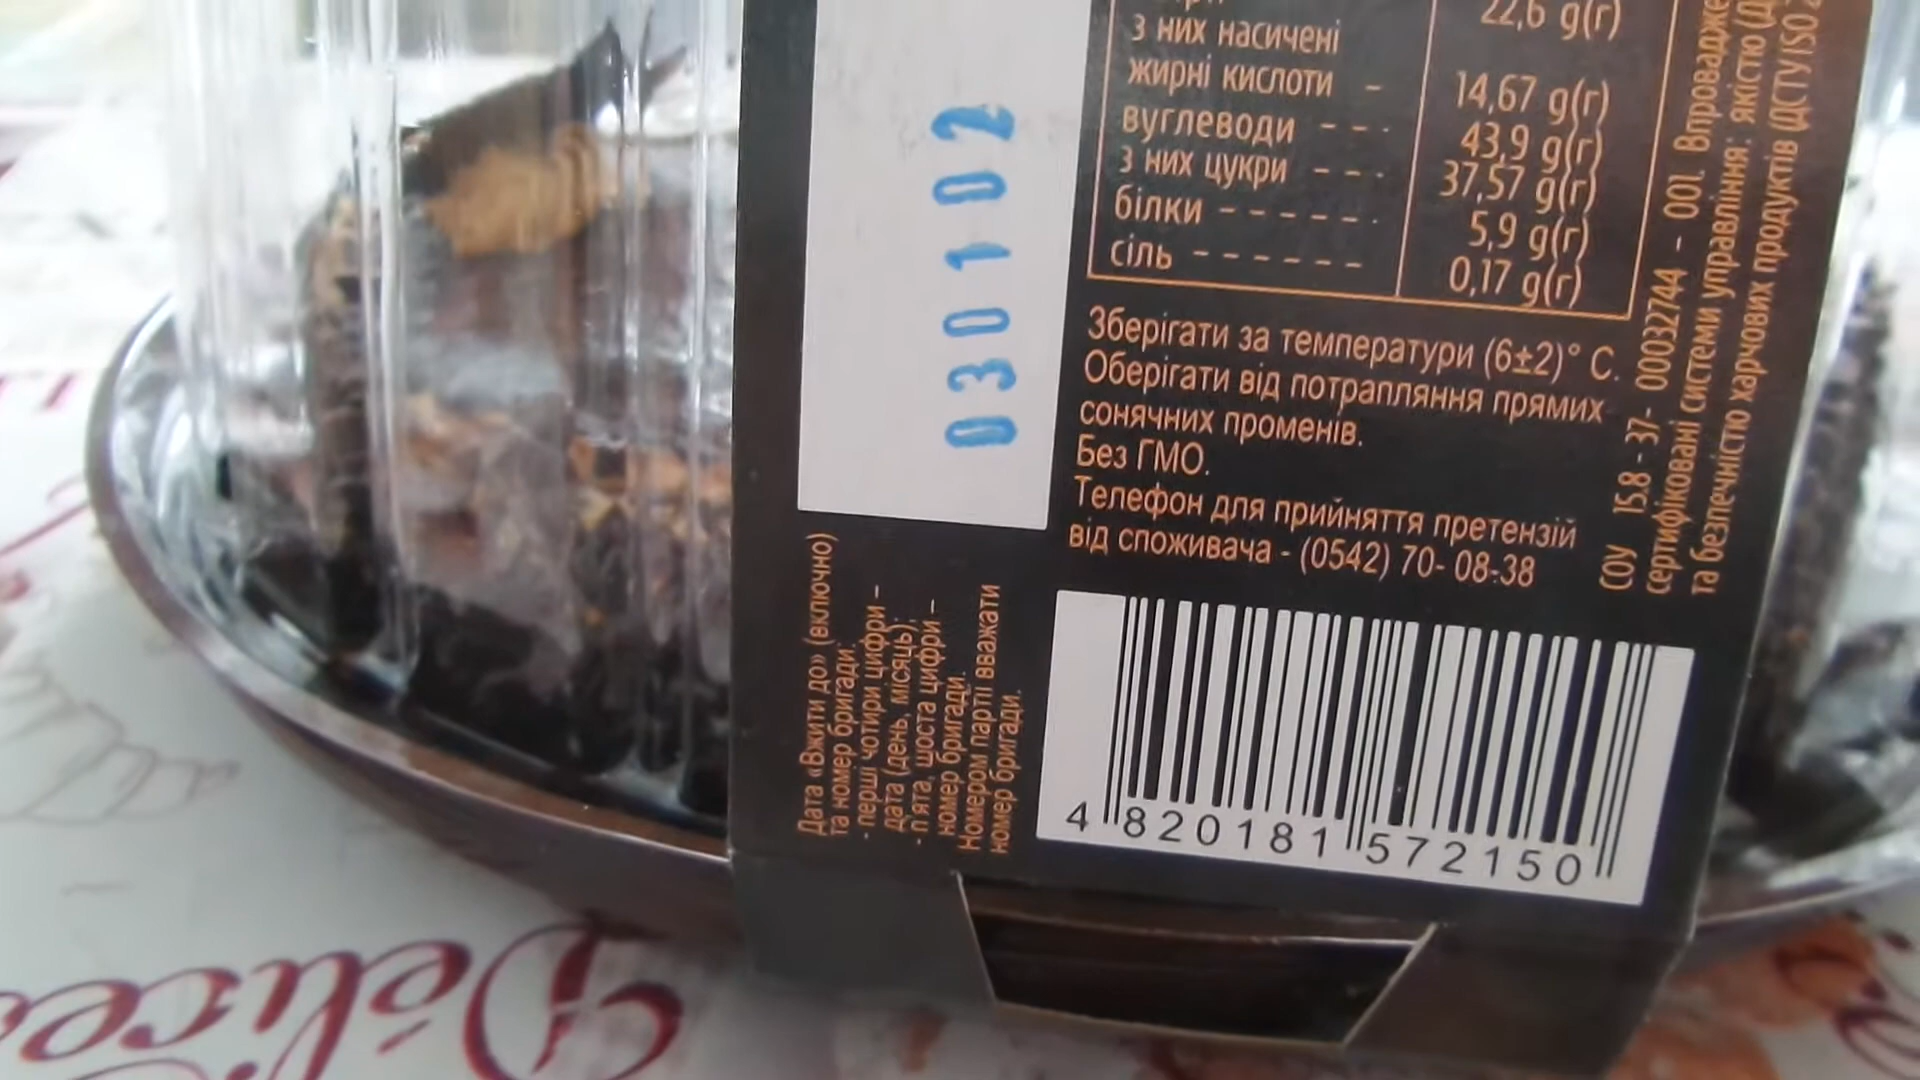 22,6 g(г)
з них насичені
жирні кислоти - 14,67 g(г)
вуглеводи - - - 43,9 g(г)
з них цукри - - - 37,57 g(г)
білки - - - - - - 5,9 g(г)
сіль - - - - - - 0,17 g(г)
Зберігати за температури (6±2)° С.
Оберігати від потрапляння прямих
сонячних променів.
Без ГМО.
Телефон для прийняття претензій
від споживача - (0542) 70- 08-38
СОУ 15.8 - 37- 00032744 - 001.
сертифіковані системи управління: якістю
та безпечністю харчових продуктів (ДСТУ ISO
030102
Дата «Вжити до» (включно)
та номер бригади:
- перші чотири цифри –
дата (день, місяць);
- п'ята, шоста цифри –
номер бригади.
Номером партії вважати
номер бригади.
4 820181 572150
Délice